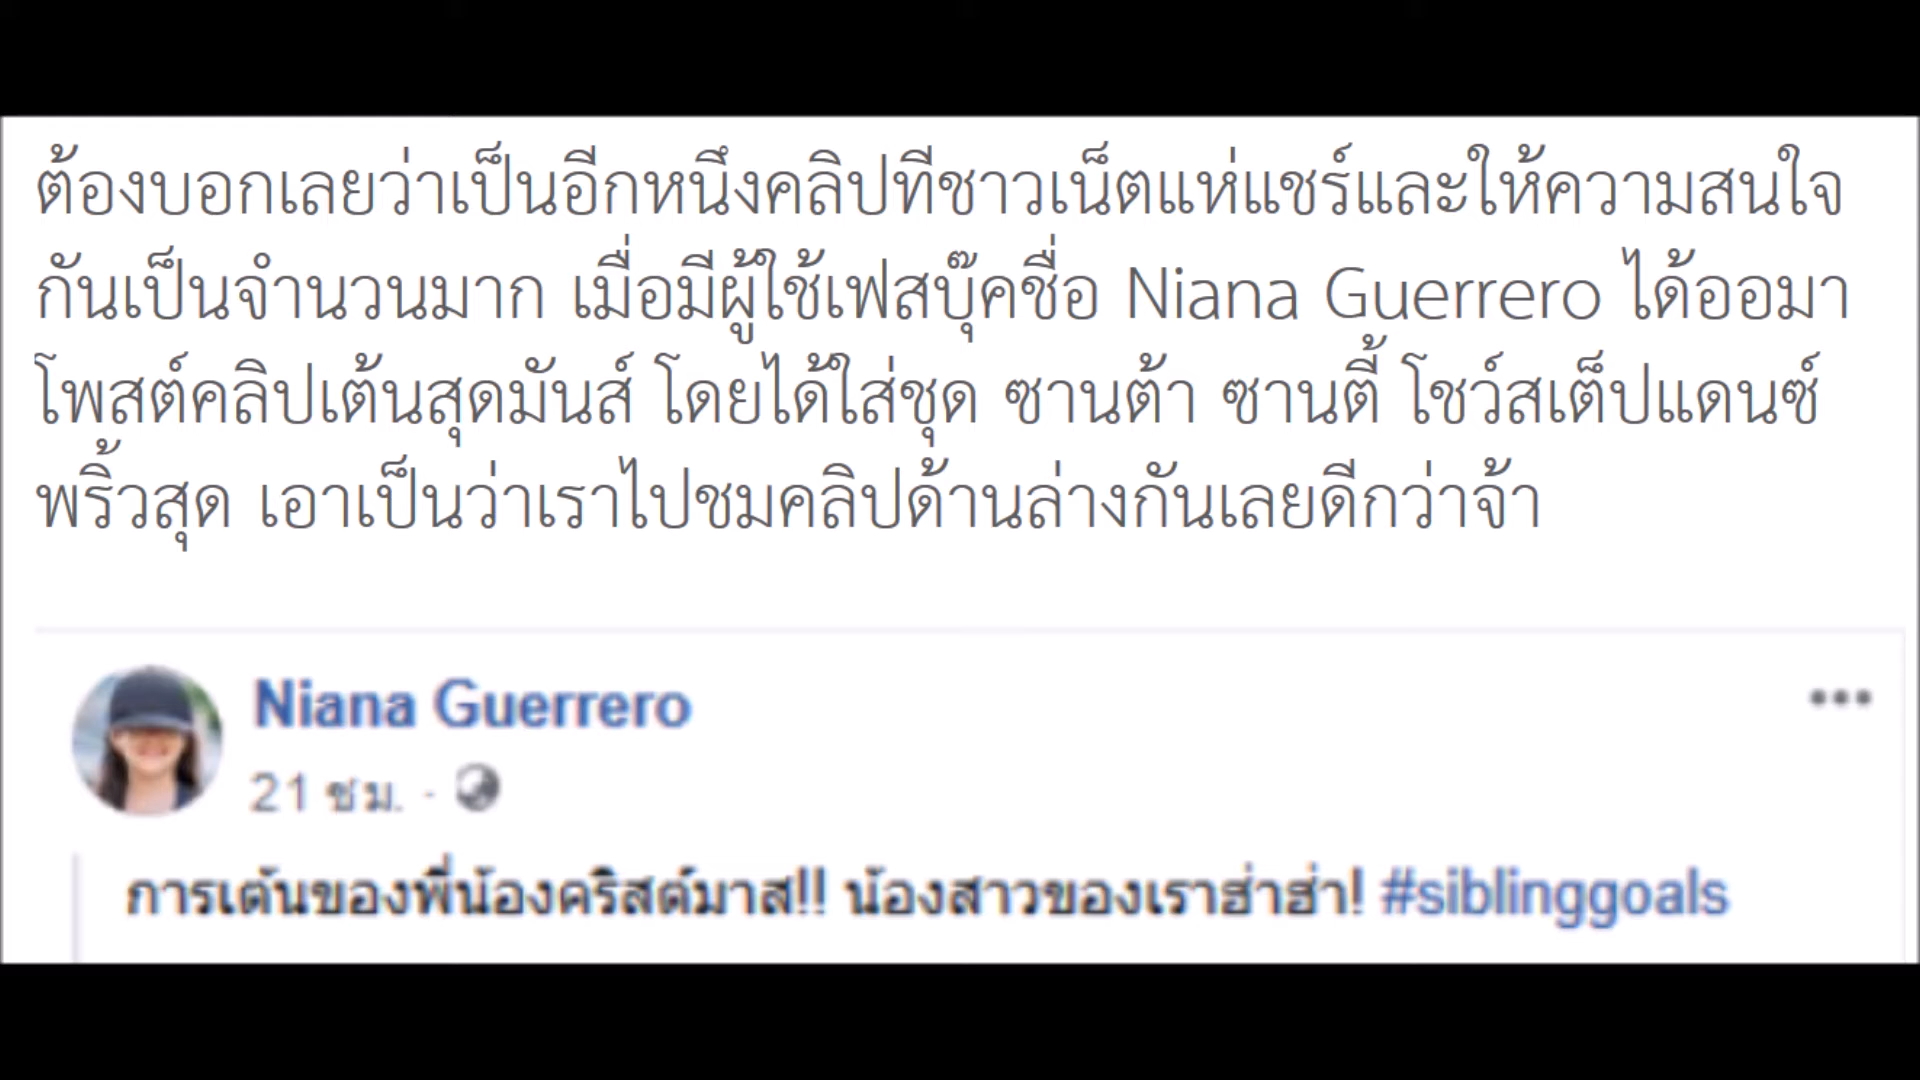 ต้องบอกเลยว่าเป็นอีกหนึ่งคลิปที่ชาวเน็ตแห่แชร์และให้ความสนใจ
กันเป็นจำนวนมาก เมื่อมีผู้ใช้เฟสบุ๊คชื่อ Niana Guerrero ได้ออมา
โพสต์คลิปเต้นสุดมันส์ โดยได้ใส่ชุด ซานต้า ซานตี้ โชว์สเต็ปแดนซ์
พริ้วสุด เอาเป็นว่าเราไปชมคลิปด้านล่างกันเลยดีกว่าจ้า
Niana Guerrero
21 ชม. ·
การเต้นของพี่น้องคริสต์มาส!! น้องสาวของเราฮ่าฮ่า! #siblinggoals